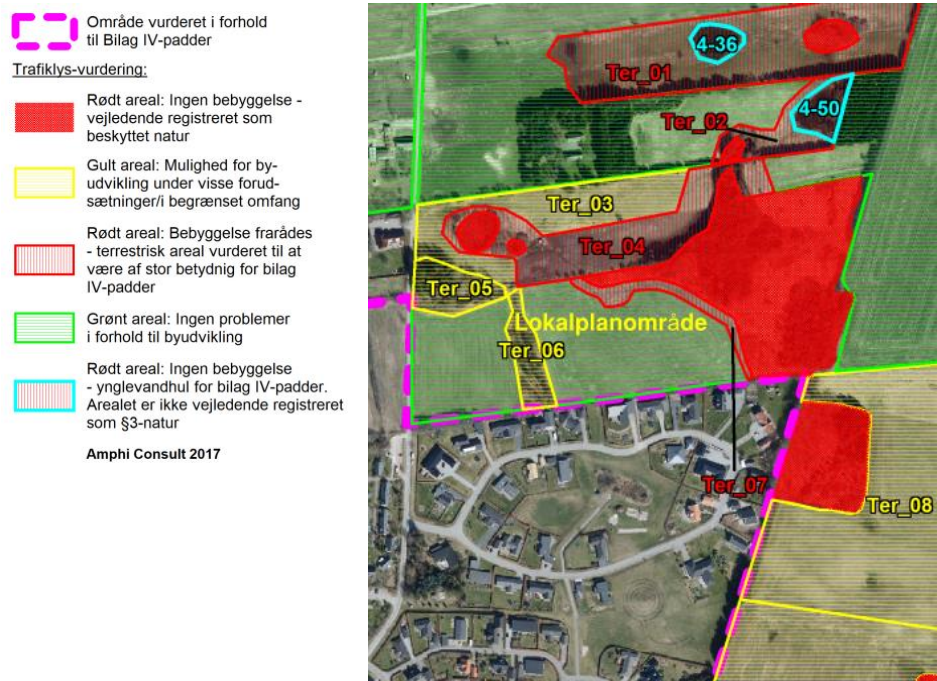 Område vurderet i forhold
til Bilag IV-padder
Trafiklys-vurdering:
Rødt areal: Ingen bebyggelse -
vejledende registreret som
beskyttet natur
Gult areal: Mulighed for by-
udvikling under visse forud-
sætninger/i begrænset omfang
Rødt areal: Bebyggelse frarådes
- terrestrisk areal vurderet til at
være af stor betydnig for bilag
IV-padder
Grønt areal: Ingen problemer
i forhold til byudvikling
Rødt areal: Ingen bebyggelse
- ynglevandhul for bilag IV-padder.
Arealet er ikke vejledende registreret
som §3-natur
Amphi Consult 2017
4-36
Ter_01
4-50
Ter_02
Ter_03
Ter_04
Ter_05
Lokalplanområde
Ter_06
Ter_07
Ter_08